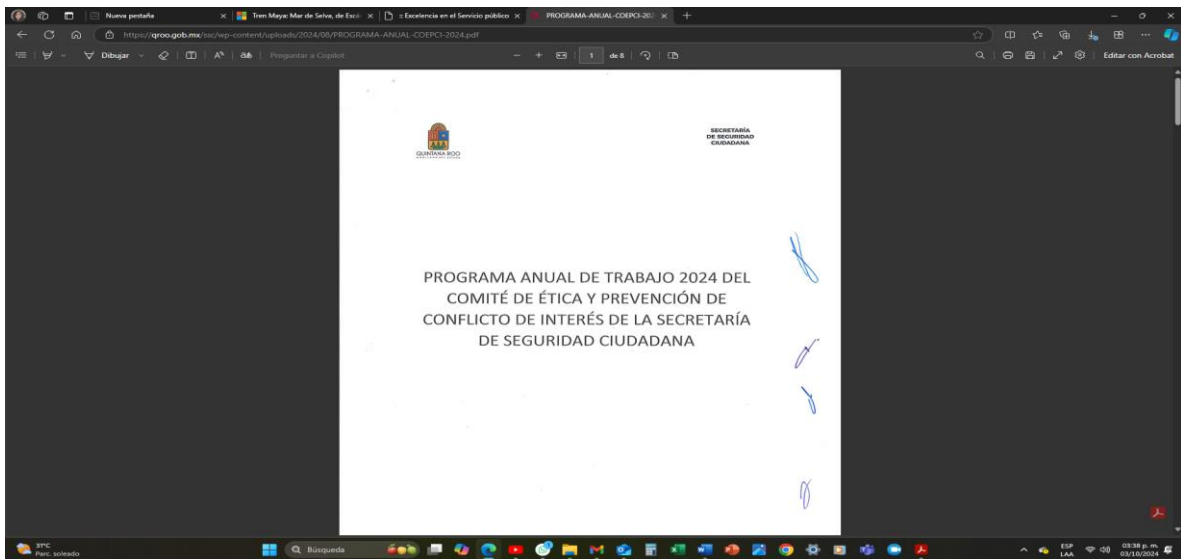 Nueva pestaña
Tren Maya: Mar de Selva, de Escá
:: Excelencia en el Servicio público
PROGRAMA-ANUAL-COEPCI-202
https://qroo.gob.mx/ssc/wp-content/uploads/2024/08/PROGRAMA-ANUAL-COEPCI-2024.pdf
Dibujar
Preguntar a Copilot
1 de 8
Editar con Acrobat
QUINTANA ROO
SECRETARÍA
DE SEGURIDAD
CIUDADANA
PROGRAMA ANUAL DE TRABAJO 2024 DEL
COMITÉ DE ÉTICA Y PREVENCIÓN DE
CONFLICTO DE INTERÉS DE LA SECRETARÍA
DE SEGURIDAD CIUDADANA
31°C
Parc. soleado
Búsqueda
ESP
LAA
03:38 p. m.
03/10/2024